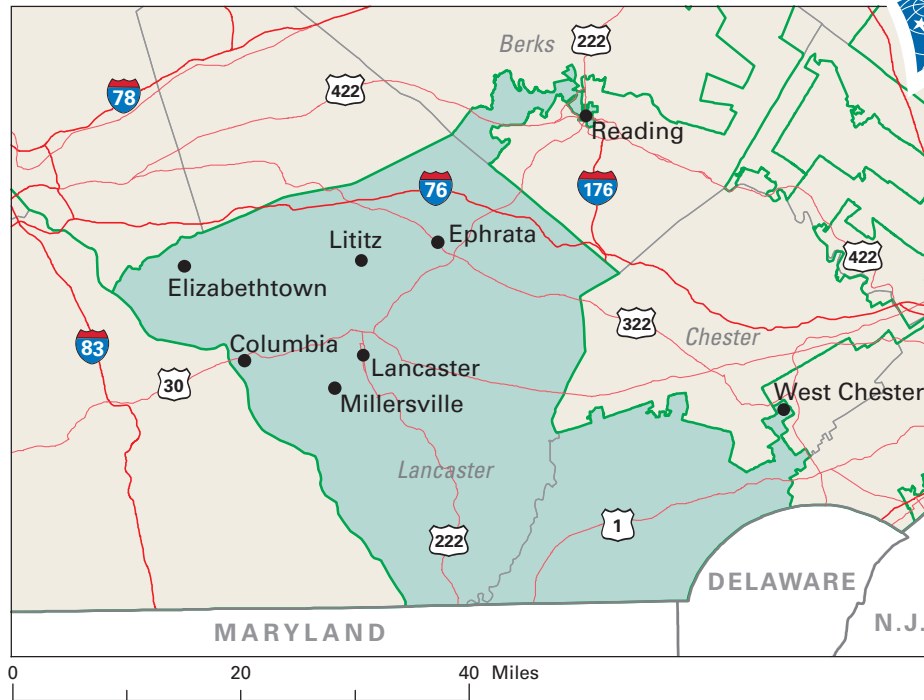 Berks
222
78
422
Reading
76
176
Lititz
Ephrata
Elizabethtown
422
322
Chester
83
Columbia
Lancaster
30
Millersville
West Chester
Lancaster
222
1
DELAWARE
MARYLAND
N.J.
0 20 40 Miles